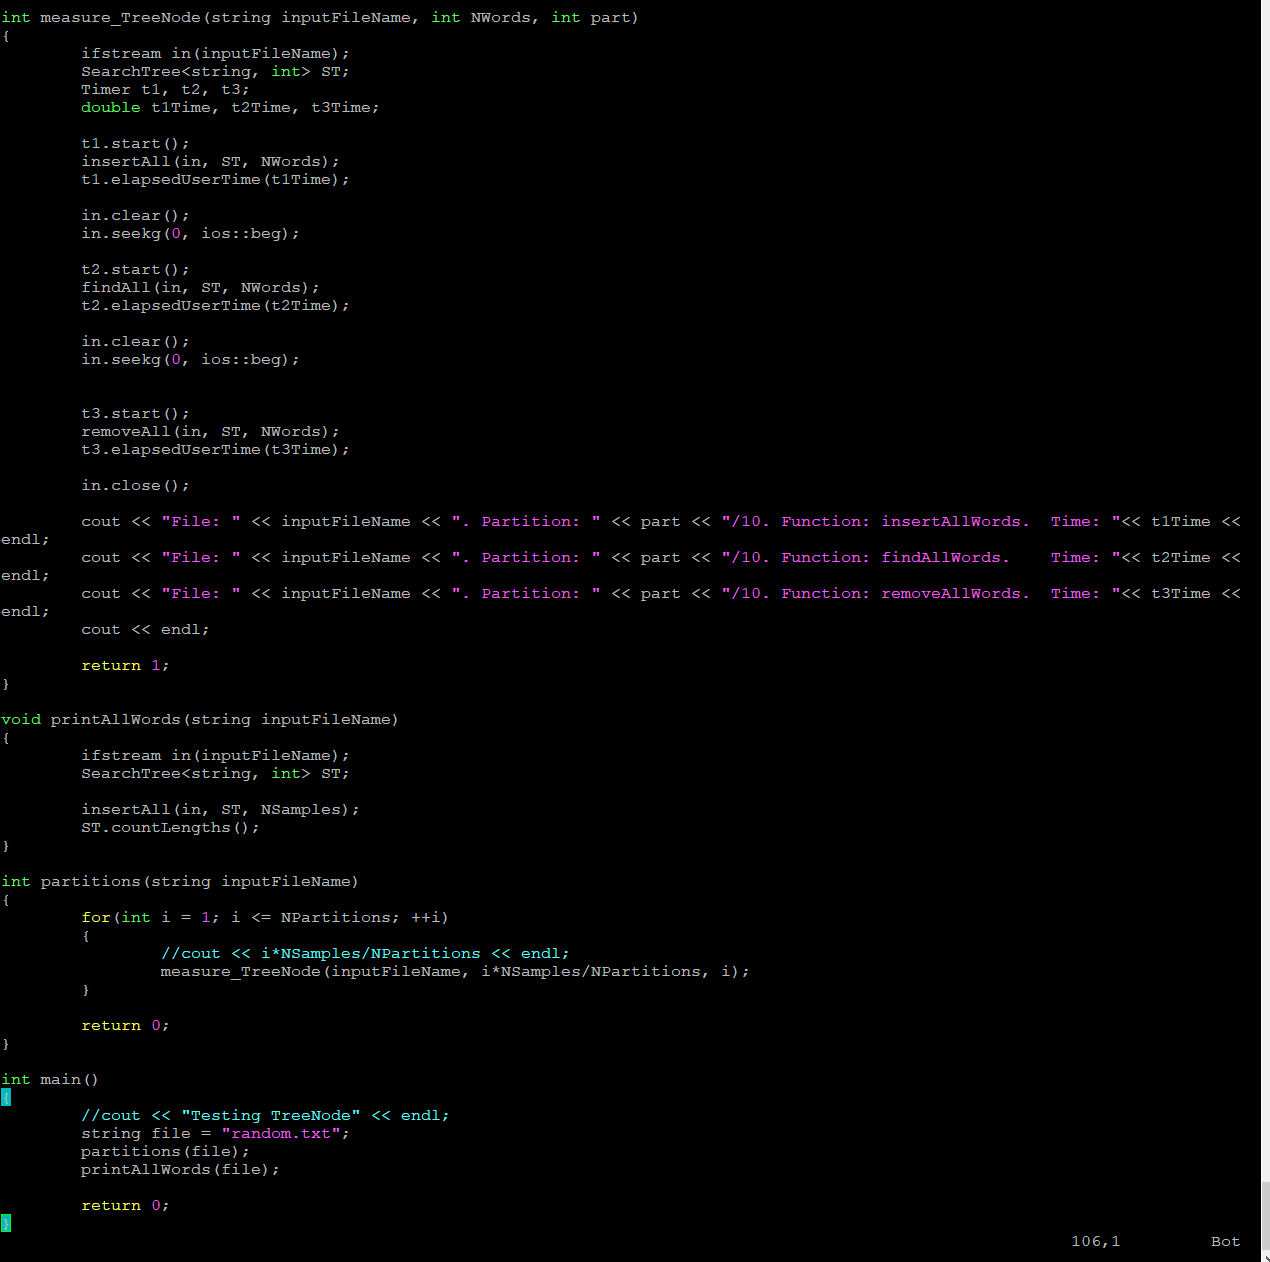 int measure_TreeNode(string inputFileName, int NWords, int part)
{
        ifstream in(inputFileName);
        SearchTree<string, int> ST;
        Timer t1, t2, t3;
        double t1Time, t2Time, t3Time;

        t1.start();
        insertAll(in, ST, NWords);
        t1.elapsedUserTime(t1Time);

        in.clear();
        in.seekg(0, ios::beg);

        t2.start();
        findAll(in, ST, NWords);
        t2.elapsedUserTime(t2Time);

        in.clear();
        in.seekg(0, ios::beg);


        t3.start();
        removeAll(in, ST, NWords);
        t3.elapsedUserTime(t3Time);

        in.close();

        cout << "File: " << inputFileName << ". Partition: " << part << "/10. Function: insertAllWords.  Time: "<< t1Time <<
endl;
        cout << "File: " << inputFileName << ". Partition: " << part << "/10. Function: findAllWords.    Time: "<< t2Time <<
endl;
        cout << "File: " << inputFileName << ". Partition: " << part << "/10. Function: removeAllWords.  Time: "<< t3Time <<
endl;
        cout << endl;

        return 1;
}

void printAllWords(string inputFileName)
{
        ifstream in(inputFileName);
        SearchTree<string, int> ST;

        insertAll(in, ST, NSamples);
        ST.countLengths();
}

int partitions(string inputFileName)
{
        for(int i = 1; i <= NPartitions; ++i)
        {
                //cout << i*NSamples/NPartitions << endl;
                measure_TreeNode(inputFileName, i*NSamples/NPartitions, i);
        }

        return 0;
}

int main()
{
        //cout << "Testing TreeNode" << endl;
        string file = "random.txt";
        partitions(file);
        printAllWords(file);

        return 0;
}
106,1         Bot